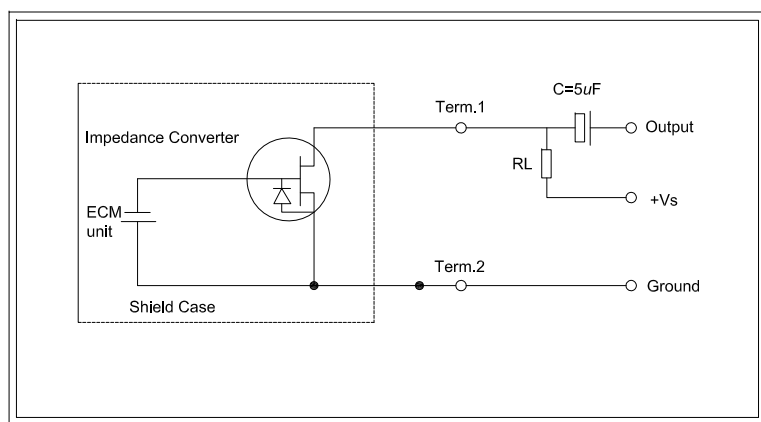 C=5uF
Term.1
Output
Impedance Converter
RL
+Vs
ECM
unit
Term.2
Ground
Shield Case